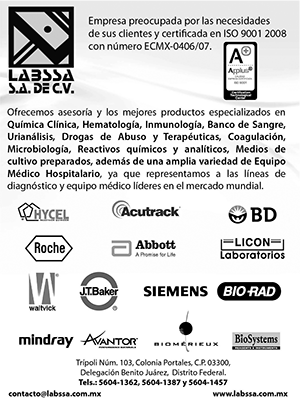 LABSSA
S.A. DE C.V.
Empresa preocupada por las necesidades
de sus clientes y certificada en ISO 9001 2008
con número ECMX-0406/07.
A+
Applus⊕
Ofrecemos asesoría y los mejores productos especializados en
Química Clínica, Hematología, Inmunología, Banco de Sangre,
Urianálisis, Drogas de Abuso y Terapéuticas, Coagulación,
Microbiología, Reactivos químicos y analíticos, Medios de
cultivo preparados, además de una amplia variedad de Equipo
Médico Hospitalario, ya que representamos a las líneas de
diagnóstico y equipo médico líderes en el mercado mundial.
HYCEL
Acutrack
BD
Roche
Abbott
A Promise for Life
LICON
Laboratorios
W
waltvick
J.T.Baker
SIEMENS
BIO-RAD
mindray
AVANTOR
BIOMÉRIEUX
BioSystems
Trípoli Núm. 103, Colonia Portales, C.P. 03300,
Delegación Benito Juárez, Distrito Federal.
Tels.: 5604-1362, 5604-1387 y 5604-1457
contacto@labssa.com.mx
www.labssa.com.mx